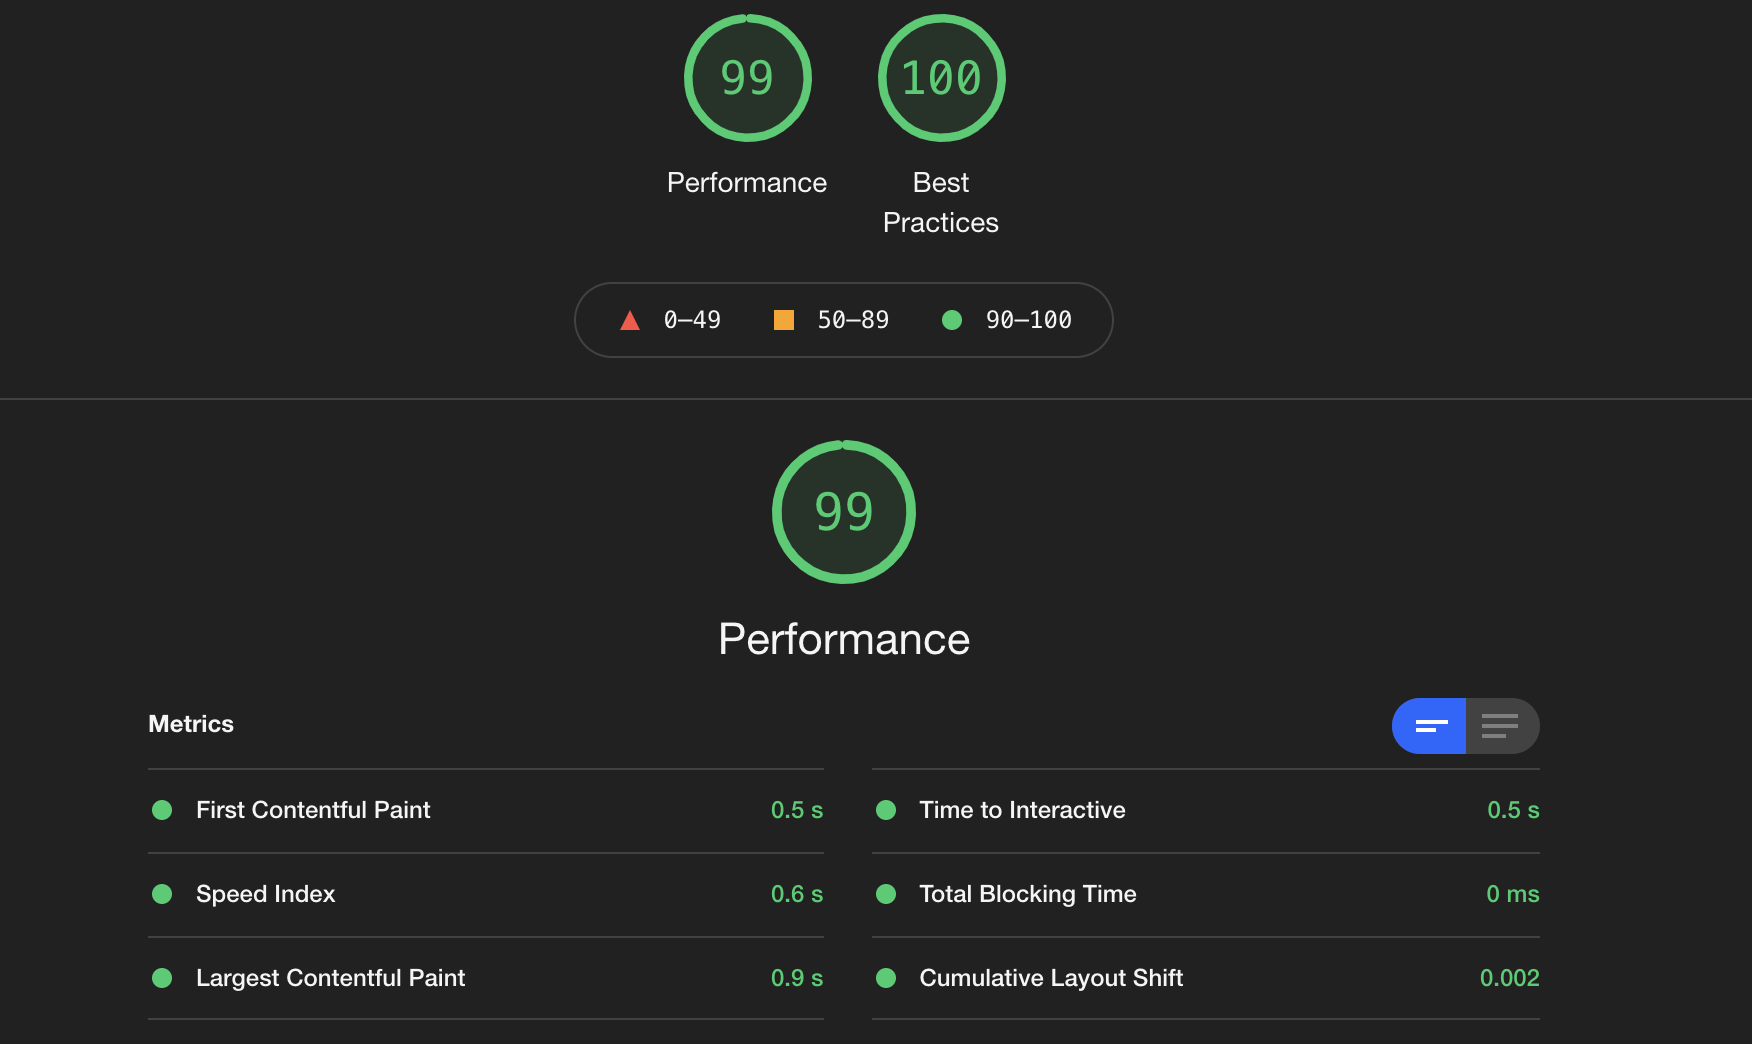 99
100
Performance
Best
Practices
0–49
50–89
90–100
99
Performance
Metrics
First Contentful Paint
0.5 s
Time to Interactive
0.5 s
Speed Index
0.6 s
Total Blocking Time
0 ms
Largest Contentful Paint
0.9 s
Cumulative Layout Shift
0.002